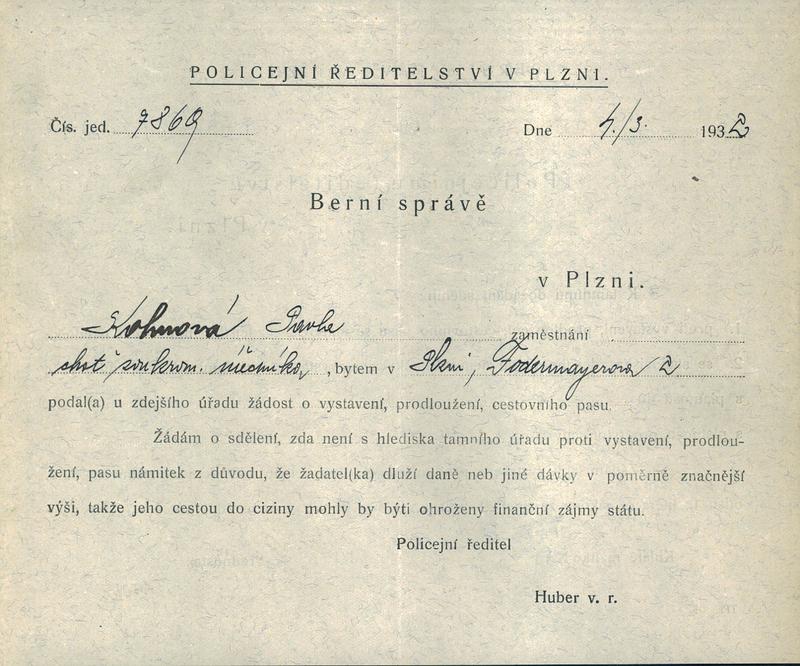 POLICEJNÍ ŘEDITELSTVÍ V PLZNI.
Čís. jed. 7869 Dne 4./3. 1932
Berní správě
v Plzni.
Kohnová Pavla zaměstnání
choť soukrom. úředníka, bytem v Plzni, Fodermayerova 2
podal(a) u zdejšího úřadu žádost o vystavení, prodloužení, cestovního pasu.
Žádám o sdělení, zda není s hlediska tamního úřadu proti vystavení, prodlou-
žení, pasu námitek z důvodu, že žadatel(ka) dluží daně neb jiné dávky v poměrně značnější
výši, takže jeho cestou do ciziny mohly by býti ohroženy finanční zájmy státu.
Policejní ředitel
Huber v. r.